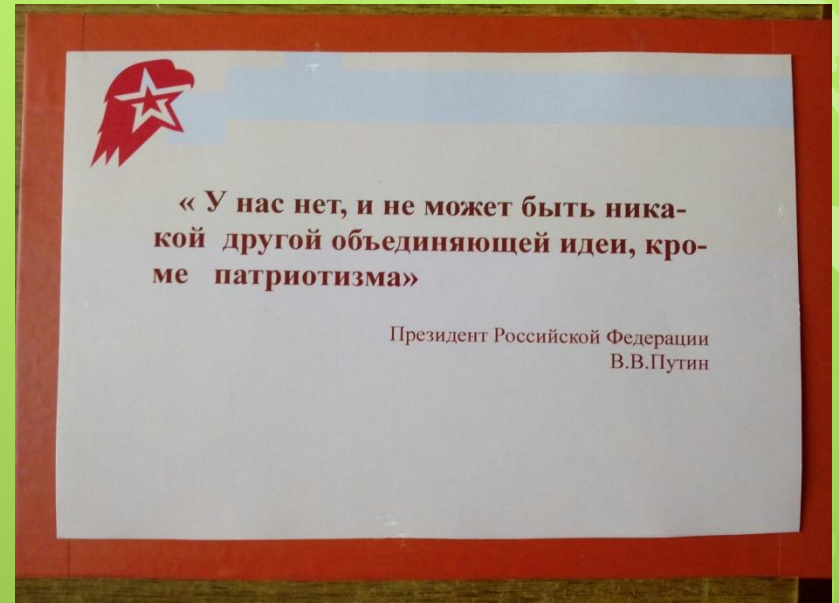 « У нас нет, и не может быть ника-
кой другой объединяющей идеи, кро-
ме патриотизма»
Президент Российской Федерации
В.В.Путин